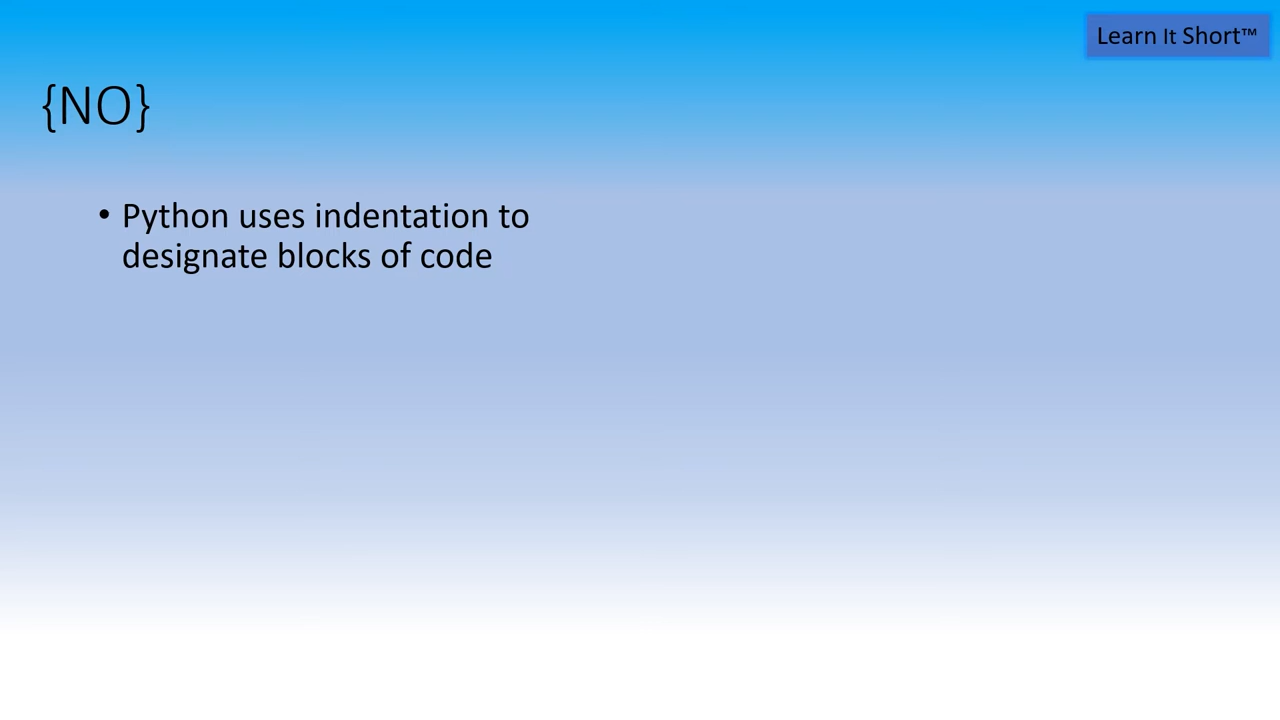 Learn It Short™
{NO}
• Python uses indentation to
designate blocks of code